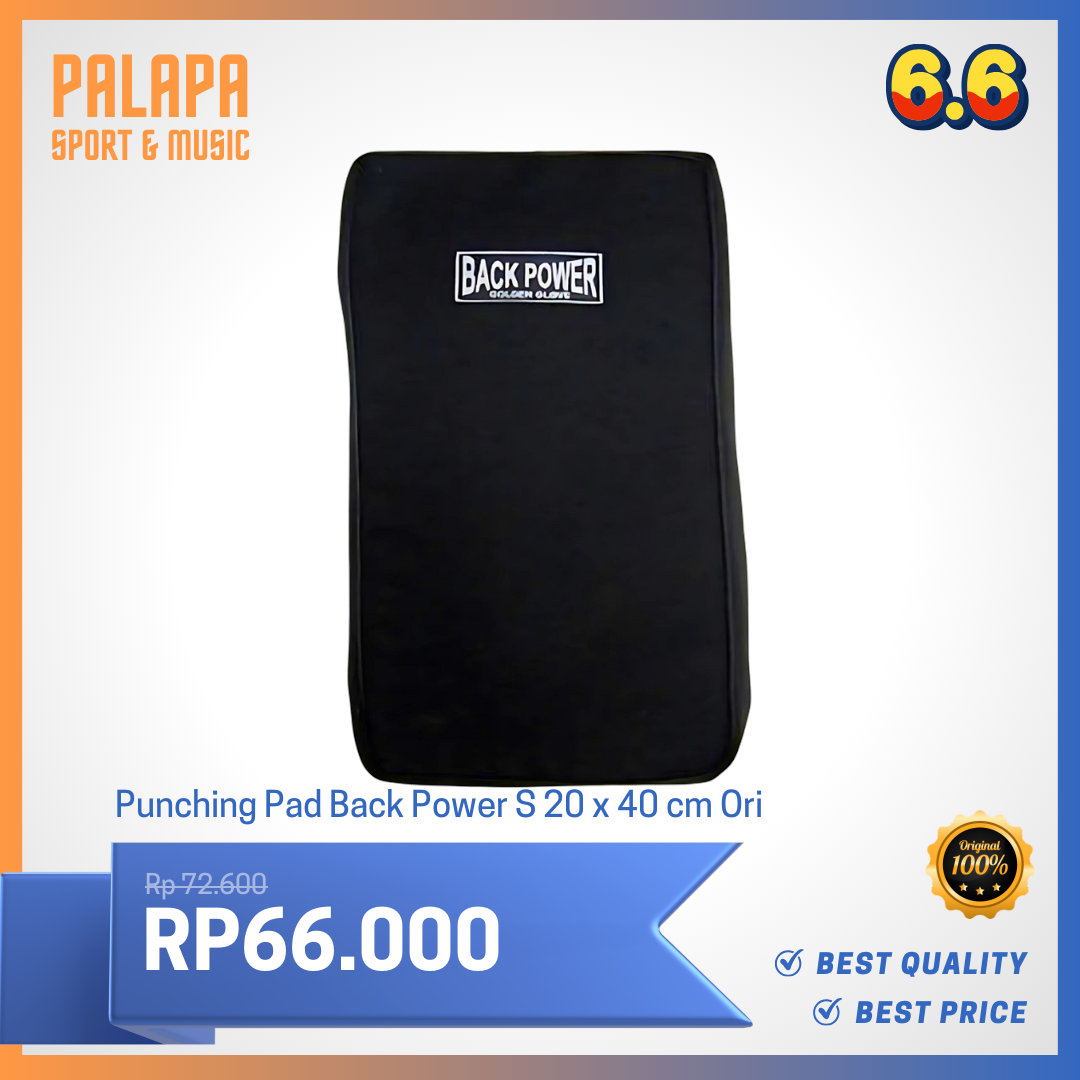 PALAPA
SPORT & MUSIC
6.6
BACK POWER
GOLDEN GLOVE
Punching Pad Back Power S 20 x 40 cm Ori
Rp 72.600
RP66.000
Original
100%
BEST QUALITY
BEST PRICE